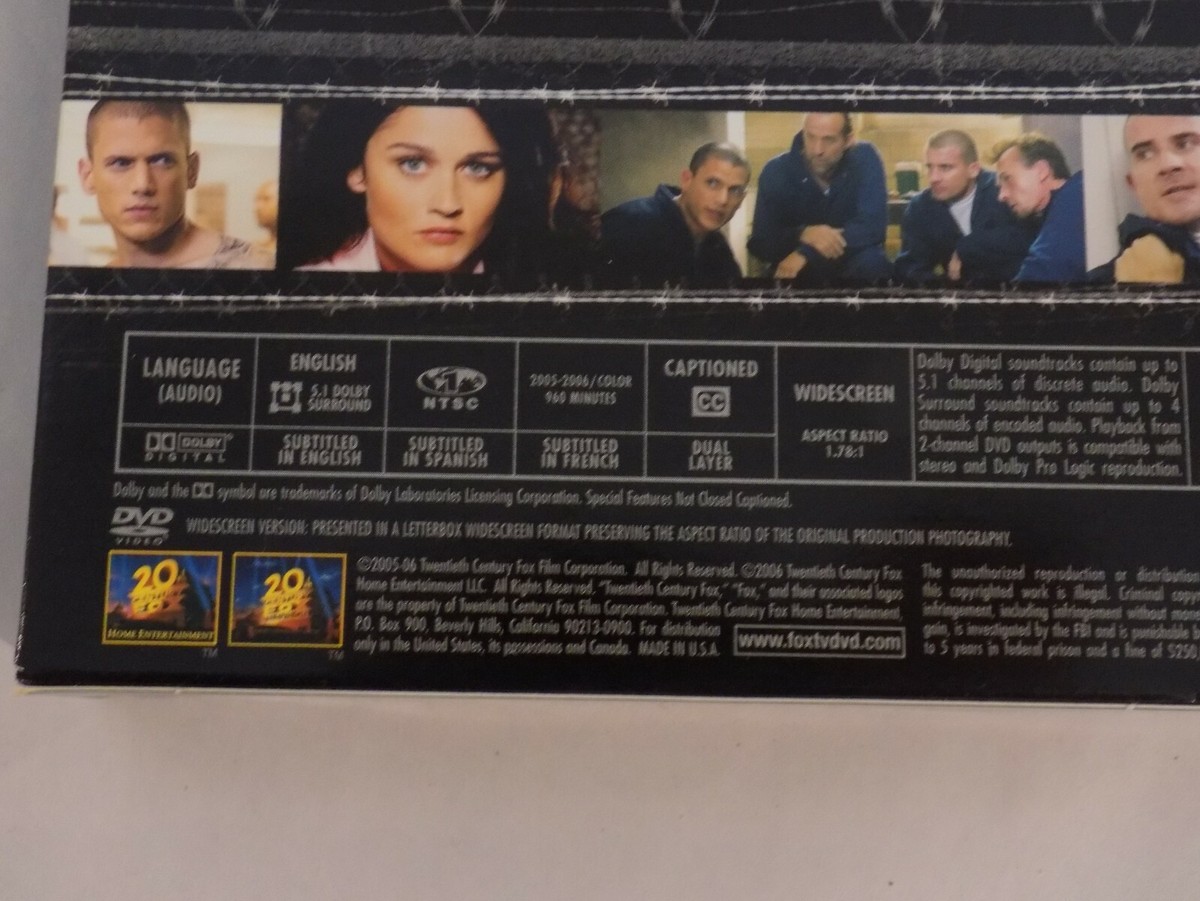 LANGUAGE
(AUDIO)
ENGLISH
5.1 DOLBY
SURROUND
NTSC
2005-2006/COLOR
960 MINUTES
CAPTIONED
CC
WIDESCREEN
ASPECT RATIO
1.78:1
Dolby Digital soundtracks contain up to
5.1 channels of discrete audio. Dolby
Surround soundtracks contain up to 4
channels of encoded audio. Playback from
2-channel DVD outputs is compatible with
stereo and Dolby Pro Logic reproduction.
DOLBY
DIGITAL
SUBTITLED
IN ENGLISH
SUBTITLED
IN SPANISH
SUBTITLED
IN FRENCH
DUAL
LAYER
Dolby and the symbol are trademarks of Dolby Laboratories Licensing Corporation. Special Features Not Closed Captioned.
DVD
VIDEO
WIDESCREEN VERSION: PRESENTED IN A LETTERBOX WIDESCREEN FORMAT PRESERVING THE ASPECT RATIO OF THE ORIGINAL PRODUCTION PHOTOGRAPHY.
20
CENTURY
FOX
HOME ENTERTAINMENT
TM
20
CENTURY
FOX
TM
©2005-06 Twentieth Century Fox Film Corporation. All Rights Reserved. ©2006 Twentieth Century Fox
Home Entertainment LLC. All Rights Reserved. "Twentieth Century Fox," "Fox," and their associated logos
are the property of Twentieth Century Fox Film Corporation. Twentieth Century Fox Home Entertainment,
P.O. Box 900, Beverly Hills, California 90213-0900. For distribution
only in the United States, its possessions and Canada. MADE IN U.S.A.
www.foxtvdvd.com
The unauthorized reproduction or distribution
this copyrighted work is illegal. Criminal copy
infringement, including infringement without mon
gain, is investigated by the FBI and is punishable b
to 5 years in federal prison and a fine of $250,